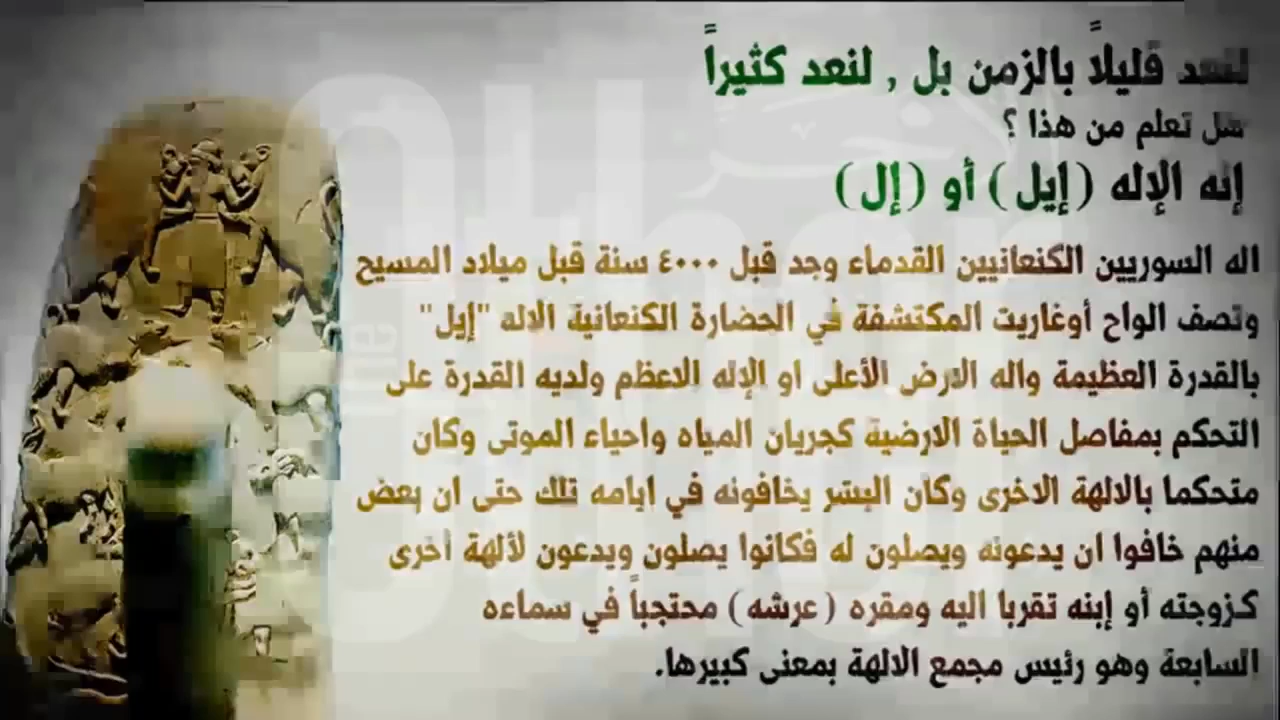 لنعد قليلاً بالزمن بل , لنعد كثيراً
هل تعلم من هذا ؟
إنه الإله (إيل) أو (إل)
اله السوريين الكنعانيين القدماء وجد قبل ٤٠٠٠ سنة قبل ميلاد المسيح
وتصف الواح أوغاريت المكتشفة في الحضارة الكنعانية الاله "إيل"
بالقدرة العظيمة واله الارض الأعلى او الإله الاعظم ولديه القدرة على
التحكم بمفاصل الحياة الارضية كجريان المياه واحياء الموتى وكان
متحكما بالالهة الاخرى وكان البشر يخافونه في ايامه تلك حتى ان بعض
منهم خافوا ان يدعونه ويصلون له فكانوا يصلون ويدعون لألهة أخرى
كزوجته أو إبنه تقربا اليه ومقره (عرشه) محتجباً في سماءه
السابعة وهو رئيس مجمع الالهة بمعنى كبيرها.
the
Other